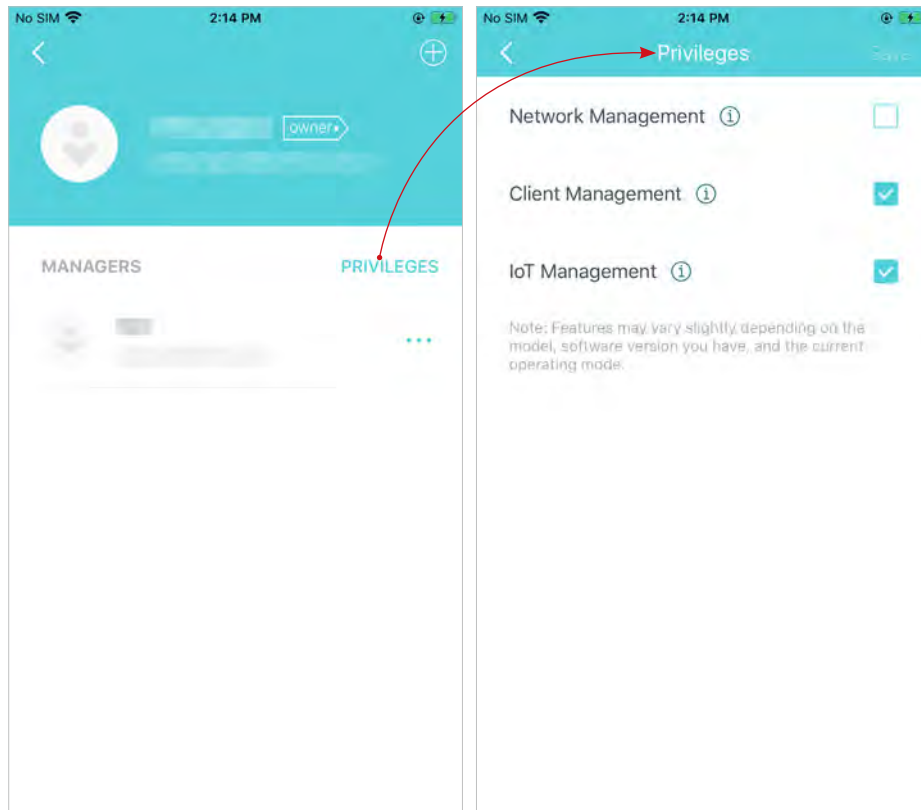 No SIM
2:14 PM
owner
MANAGERS
PRIVILEGES
No SIM
2:14 PM
Privileges
Save
Network Management
Client Management
IoT Management
Note: Features may vary slightly depending on the
model, software version you have, and the current
operating mode.